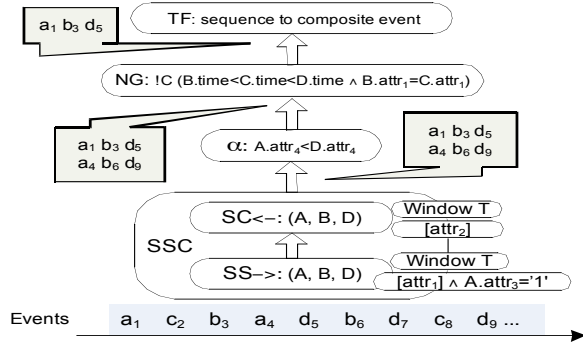 TF: sequence to composite event
a₁ b₃ d₅
NG: !C (B.time<C.time<D.time ∧ B.attr₁=C.attr₁)
a₁ b₃ d₅
a₄ b₆ d₉
α: A.attr₄<D.attr₄
a₁ b₃ d₅
a₄ b₆ d₉
SSC
SC<–: (A, B, D)
Window T
[attr₂]
SS–>: (A, B, D)
Window T
[attr₁] ∧ A.attr₃='1'
Events a₁ c₂ b₃ a₄ d₅ b₆ d₇ c₈ d₉ ...